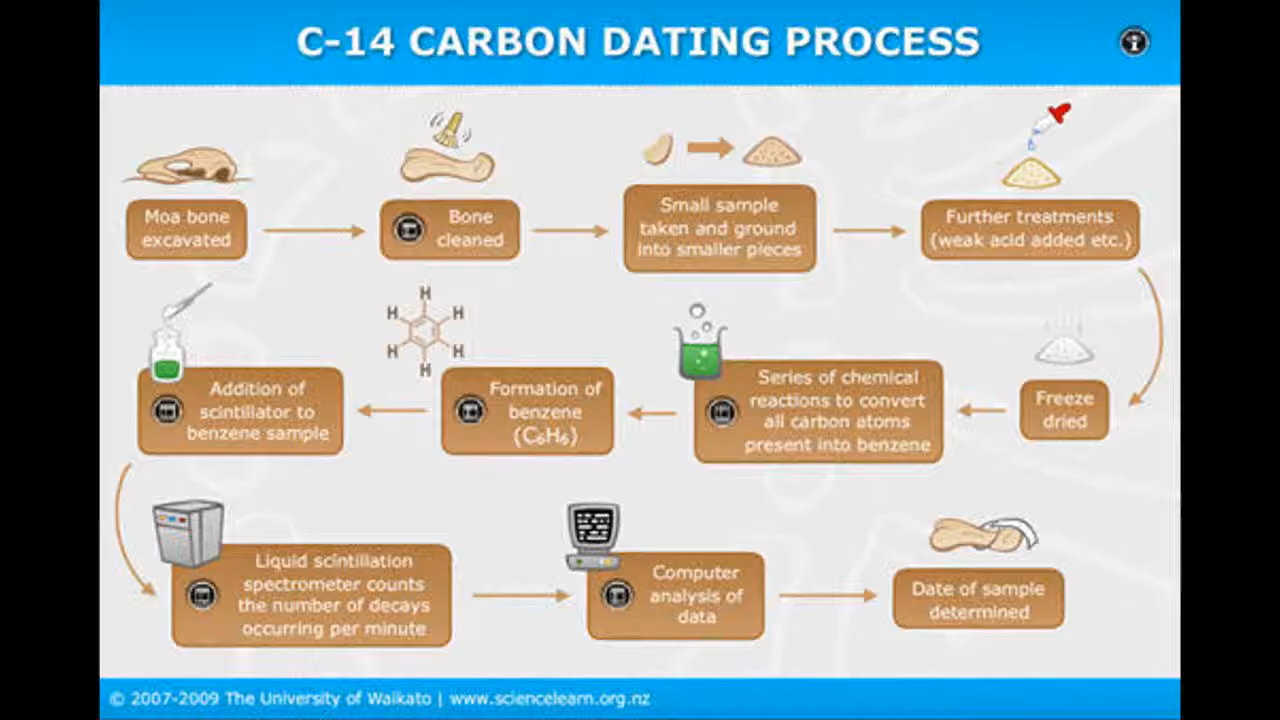 C-14 CARBON DATING PROCESS
Moa bone
excavated
Bone
cleaned
Small sample
taken and ground
into smaller pieces
Further treatments
(weak acid added etc.)
Freeze
dried
Series of chemical
reactions to convert
all carbon atoms
present into benzene
H
H
H
H
H
H
Formation of
benzene
(C₆H₆)
Addition of
scintillator to
benzene sample
Liquid scintillation
spectrometer counts
the number of decays
occurring per minute
Computer
analysis of
data
Date of sample
determined
© 2007-2009 The University of Waikato | www.sciencelearn.org.nz